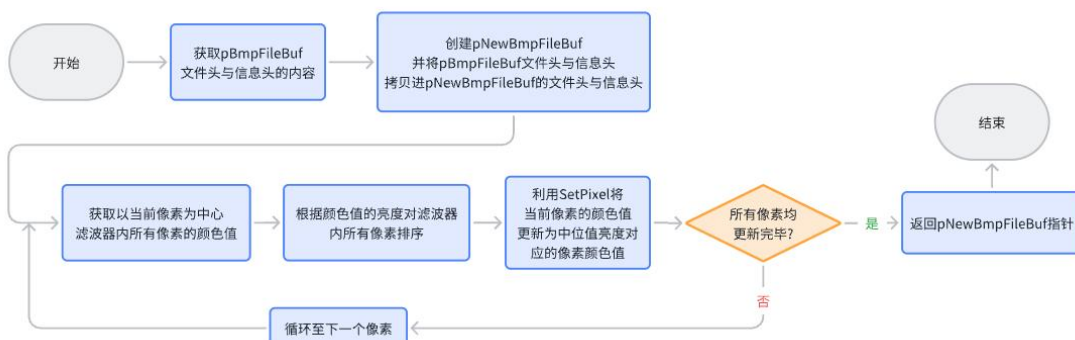 开始
获取pBmpFileBuf
文件头与信息头的内容
创建pNewBmpFileBuf
并将pBmpFileBuf文件头与信息头
拷贝进pNewBmpFileBuf的文件头与信息头
结束
获取以当前像素为中心
滤波器内所有像素的颜色值
根据颜色值的亮度对滤波器
内所有像素排序
利用SetPixel将
当前像素的颜色值
更新为中位值亮度对
应的像素颜色值
所有像素均
更新完毕?
是
返回pNewBmpFileBuf指针
否
循环至下一个像素